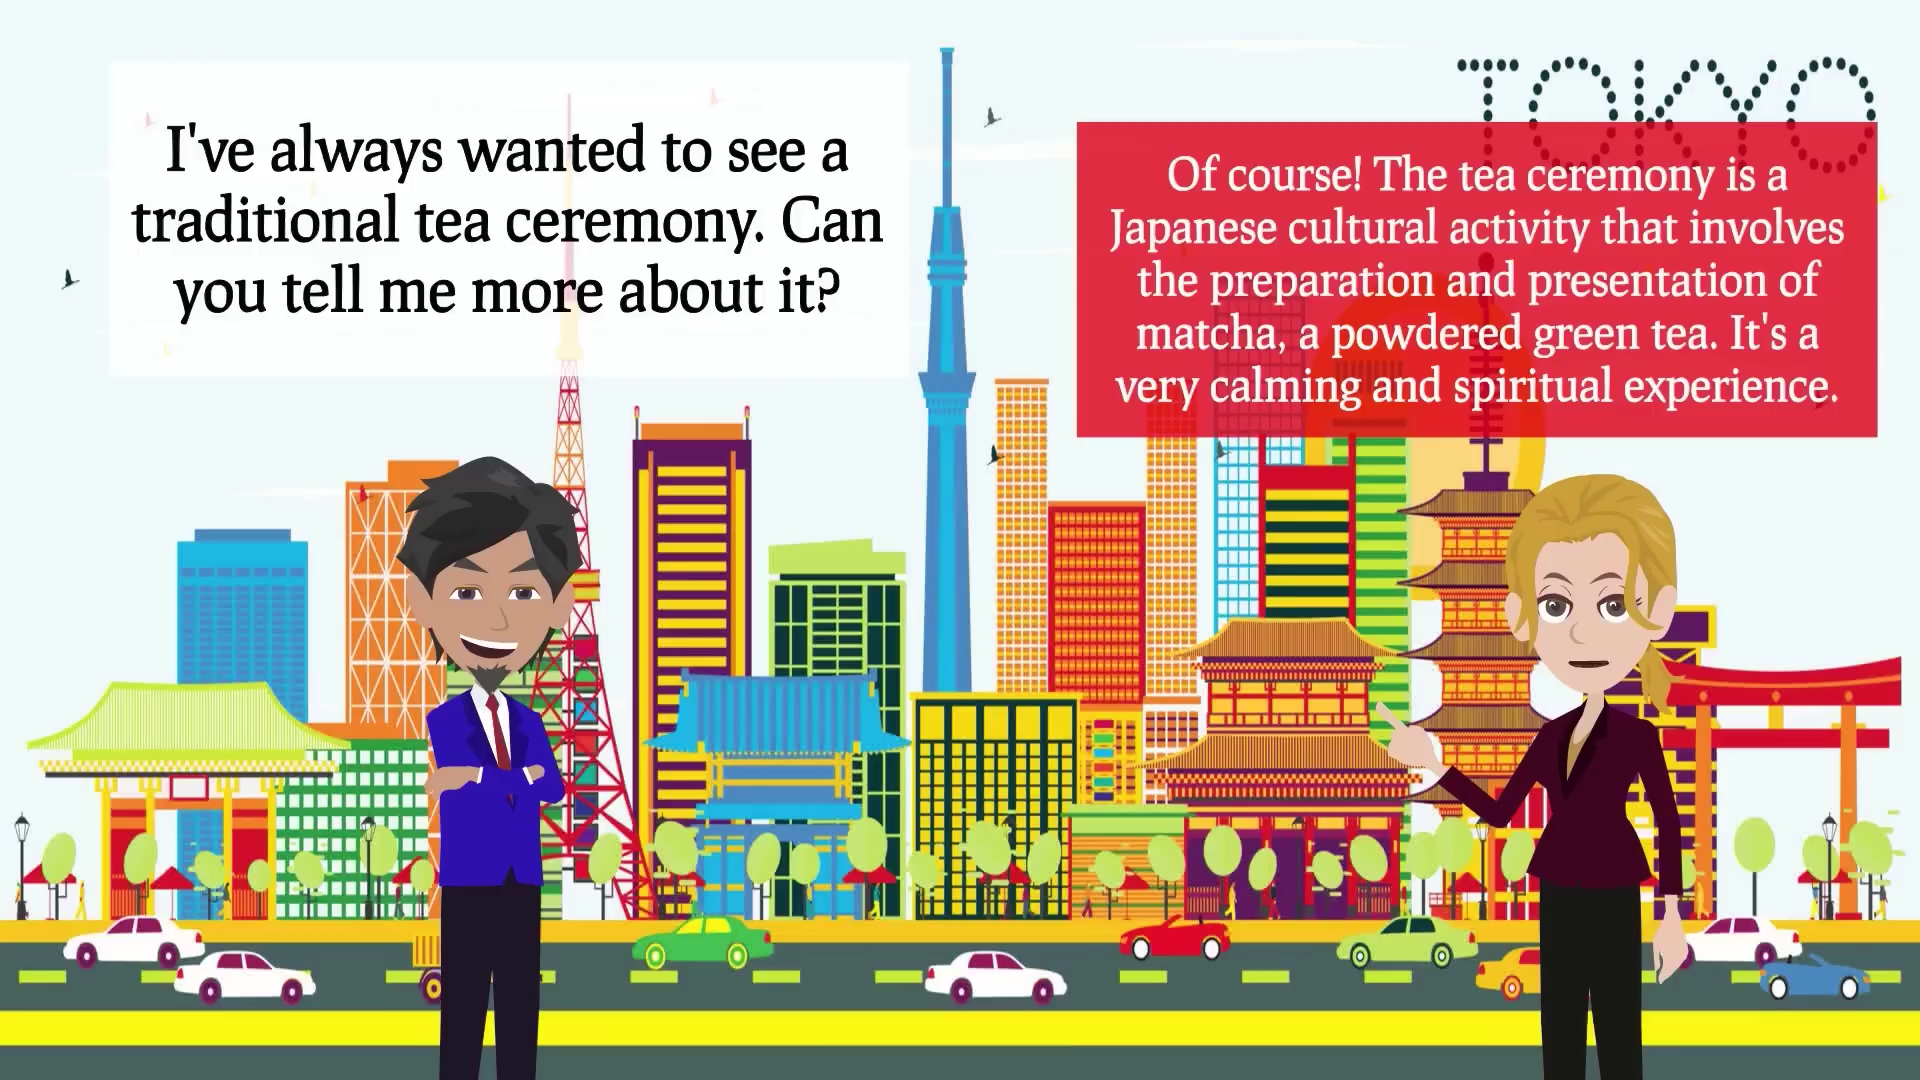 I've always wanted to see a
traditional tea ceremony. Can
you tell me more about it?
TOKYO
Of course! The tea ceremony is a
Japanese cultural activity that involves
the preparation and presentation of
matcha, a powdered green tea. It's a
very calming and spiritual experience.